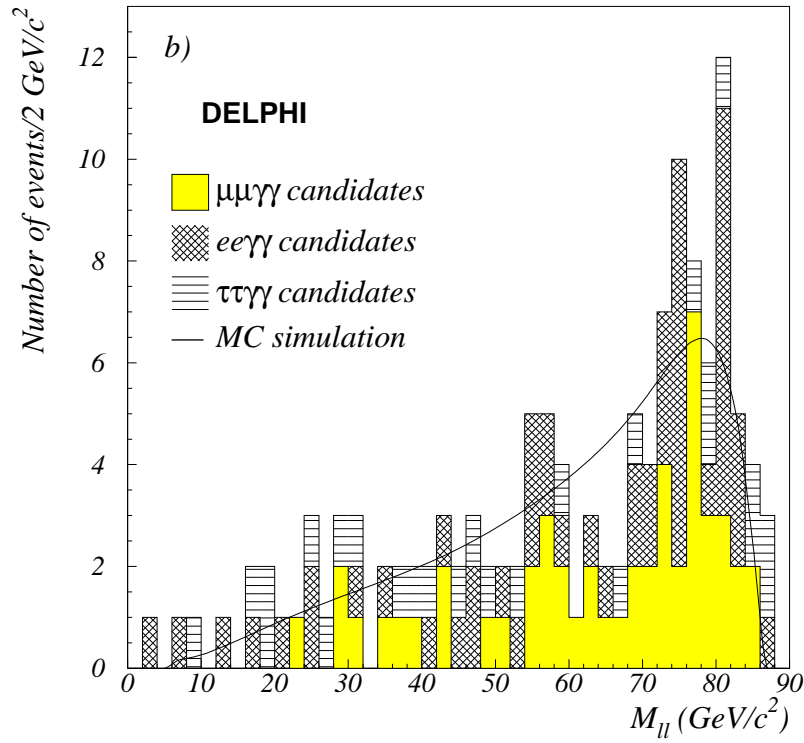 b)
DELPHI
μμγγ candidates
eeγγ candidates
ττγγ candidates
MC simulation
Number of events/2 GeV/c²
12
10
8
6
4
2
0
0 10 20 30 40 50 60 70 80 90
M_ll (GeV/c²)